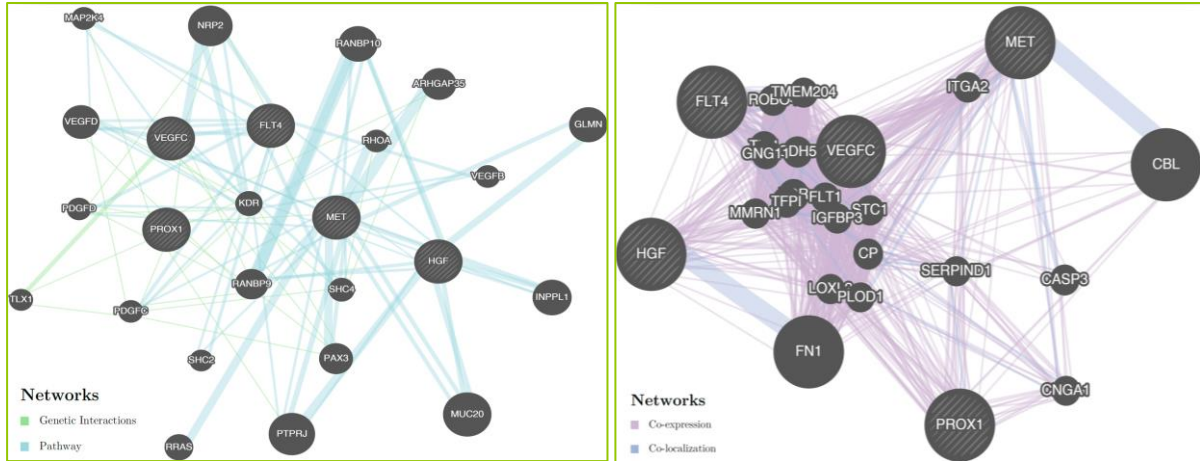 MAP2K4
NRP2
RANBP10
ARHGAP35
GLMN
VEGFD
VEGFC
FLT4
RHOA
VEGFB
KDR
PDGFD
MET
PROX1
HGF
RANBP9
SHC4
INPPL1
TLX1
PDGFC
SHC2
PAX3
MUC20
PTPRJ
RRAS
Networks
Genetic Interactions
Pathway
MET
ITGA2
TMEM204
FLT4
CBL
VEGFC
GNG11
FLT1
TFPI
STC1
MMRN1
IGFBP3
HGF
CP
SERPIND1
CASP3
PLOD1
FN1
CNGA1
PROX1
Networks
Co-expression
Co-localization